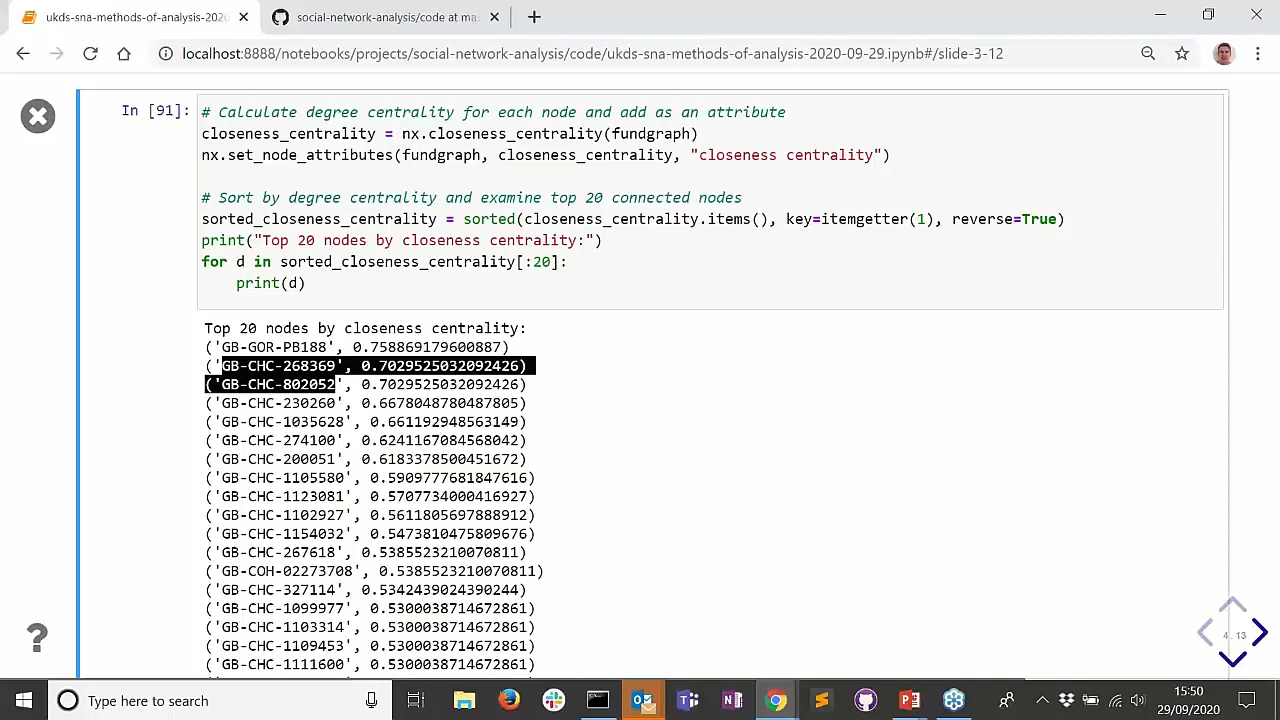 ukds-sna-methods-of-analysis-2020
social-network-analysis/code at ma
localhost:8888/notebooks/projects/social-network-analysis/code/ukds-sna-methods-of-analysis-2020-09-29.ipynb#/slide-3-12
In [91]:
# Calculate degree centrality for each node and add as an attribute
closeness_centrality = nx.closeness_centrality(fundgraph)
nx.set_node_attributes(fundgraph, closeness_centrality, "closeness centrality")
# Sort by degree centrality and examine top 20 connected nodes
sorted_closeness_centrality = sorted(closeness_centrality.items(), key=itemgetter(1), reverse=True)
print("Top 20 nodes by closeness centrality:")
for d in sorted_closeness_centrality[:20]:
    print(d)
Top 20 nodes by closeness centrality:
('GB-GOR-PB188', 0.758869179600887)
('GB-CHC-268369', 0.7029525032092426)
('GB-CHC-802052', 0.7029525032092426)
('GB-CHC-230260', 0.6678048780487805)
('GB-CHC-1035628', 0.661192948563149)
('GB-CHC-274100', 0.6241167084568042)
('GB-CHC-200051', 0.6183378500451672)
('GB-CHC-1105580', 0.5909777681847616)
('GB-CHC-1123081', 0.5707734000416927)
('GB-CHC-1102927', 0.5611805697888912)
('GB-CHC-1154032', 0.5473810475809676)
('GB-CHC-267618', 0.5385523210070811)
('GB-COH-02273708', 0.5385523210070811)
('GB-CHC-327114', 0.5342439024390244)
('GB-CHC-1099977', 0.5300038714672861)
('GB-CHC-1103314', 0.5300038714672861)
('GB-CHC-1109453', 0.5300038714672861)
('GB-CHC-1111600', 0.5300038714672861)
4.13
Type here to search
15:50
29/09/2020